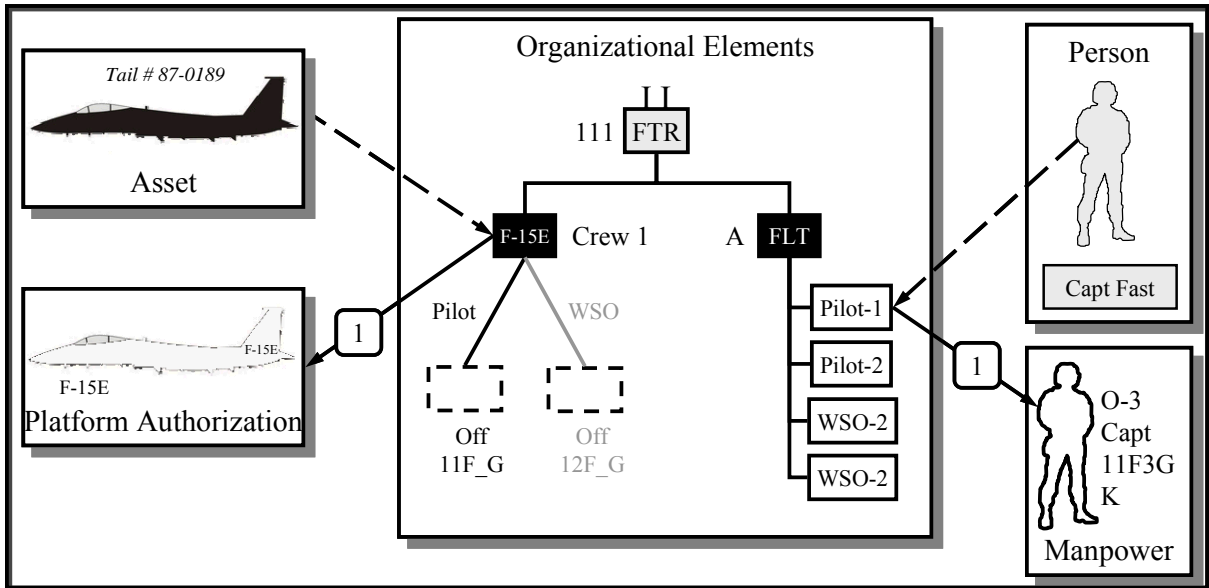 Tail # 87-0189
Asset
F-15E
F-15E
Platform Authorization
1
Organizational Elements
111
FTR
F-15E
Crew 1
A
FLT
Pilot
WSO
Off
11F_G
Off
12F_G
Pilot-1
Pilot-2
WSO-2
WSO-2
Person
Capt Fast
1
O-3
Capt
11F3G
K
Manpower